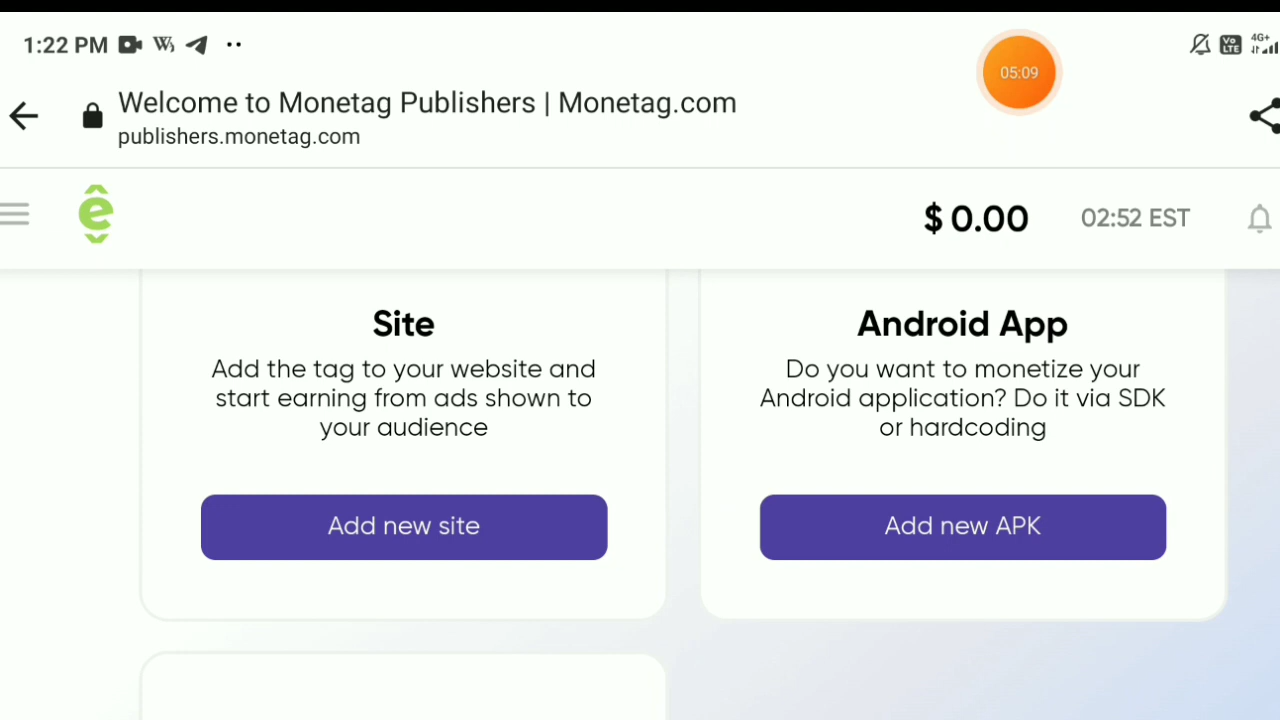 1:22 PM
05:09
4G+
Vo LTE
Welcome to Monetag Publishers | Monetag.com
publishers.monetag.com
$ 0.00
02:52 EST
Site
Add the tag to your website and
start earning from ads shown to
your audience
Add new site
Android App
Do you want to monetize your
Android application? Do it via SDK
or hardcoding
Add new APK